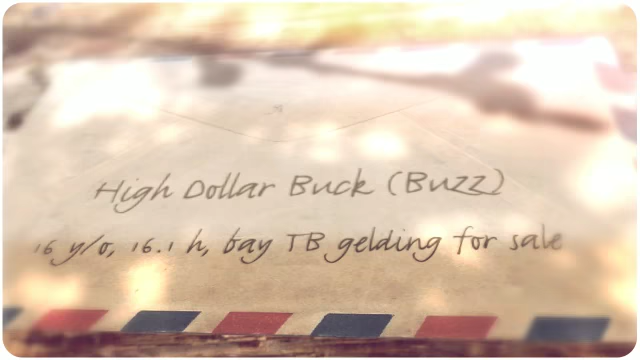 High Dollar Buck (Buzz)
16 y/o, 16.1 h, bay TB gelding for sale